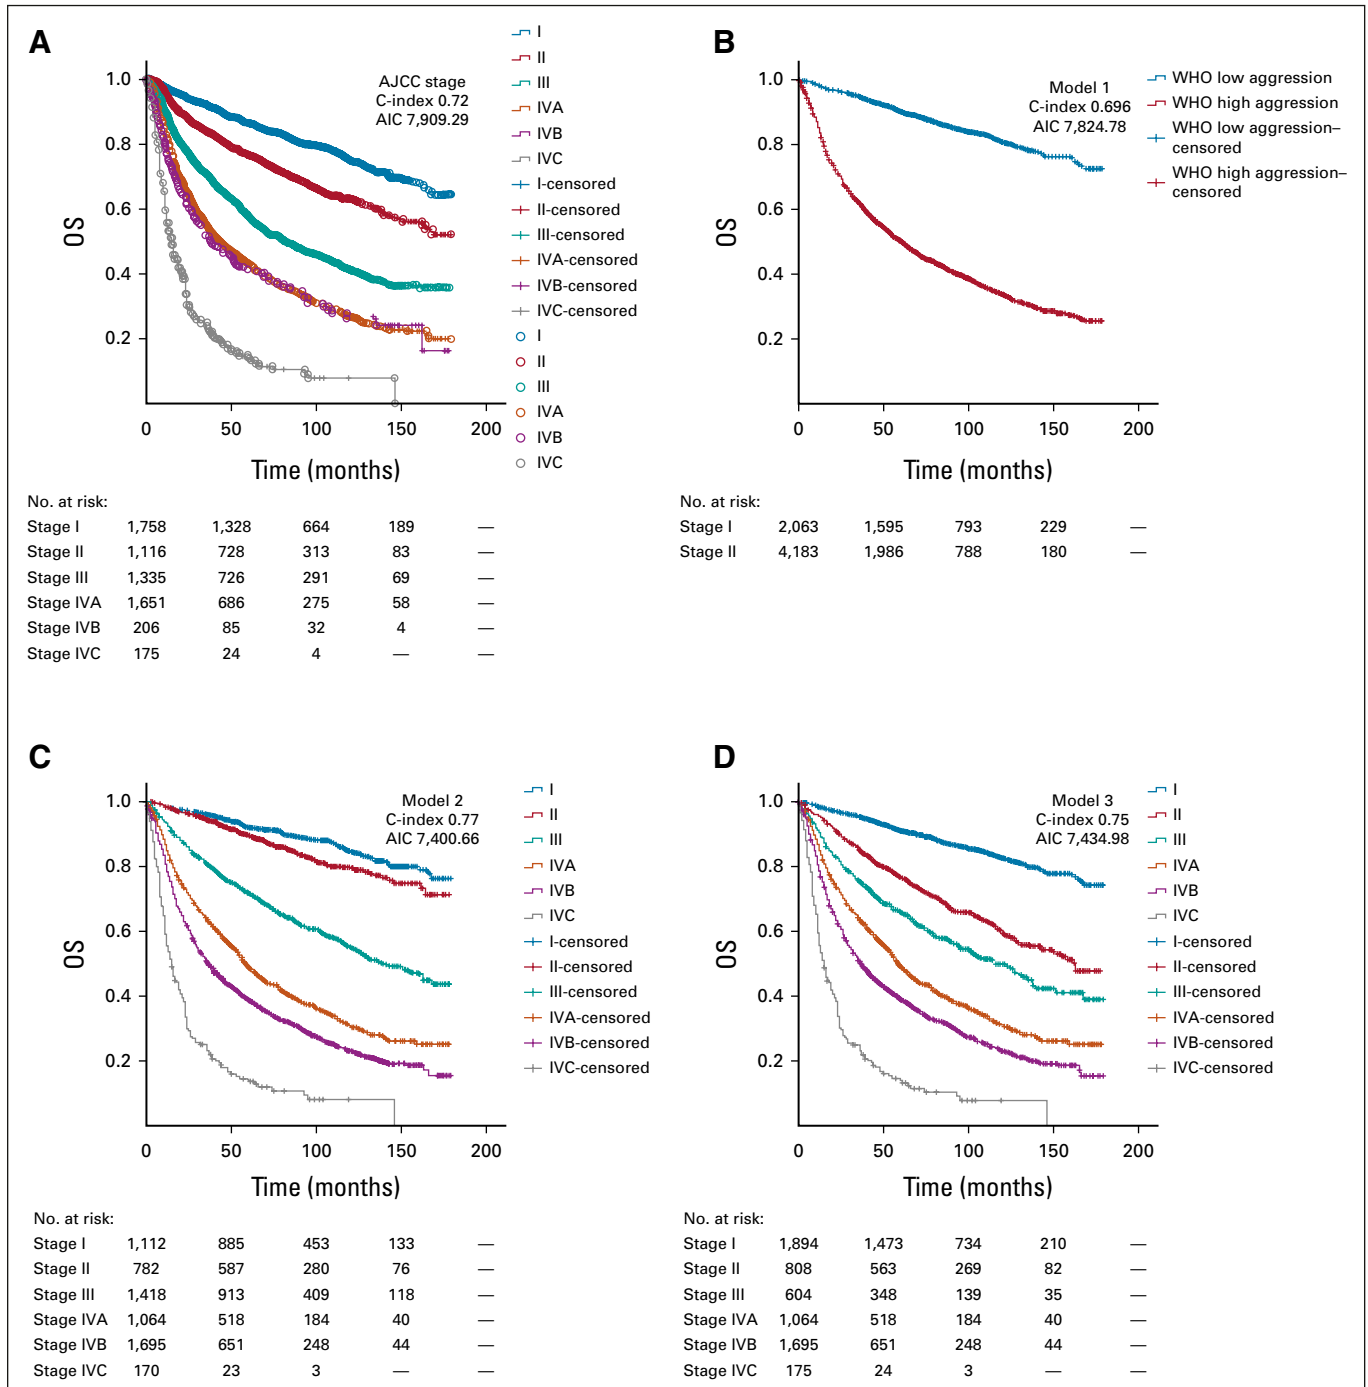 A
AJCC stage
C-index 0.72
AIC 7,909.29
OS
1.0
0.8
0.6
0.4
0.2
0 50 100 150 200
Time (months)
I
II
III
IVA
IVB
IVC
I-censored
II-censored
III-censored
IVA-censored
IVB-censored
IVC-censored
I
II
III
IVA
IVB
IVC
No. at risk:
Stage I 1,758 1,328 664 189 —
Stage II 1,116 728 313 83 —
Stage III 1,335 726 291 69 —
Stage IVA 1,651 686 275 58 —
Stage IVB 206 85 32 4 —
Stage IVC 175 24 4 — —
B
Model 1
C-index 0.696
AIC 7,824.78
OS
1.0
0.8
0.6
0.4
0.2
0 50 100 150 200
Time (months)
WHO low aggression
WHO high aggression
WHO low aggression–
censored
WHO high aggression–
censored
No. at risk:
Stage I 2,063 1,595 793 229 —
Stage II 4,183 1,986 788 180 —
C
Model 2
C-index 0.77
AIC 7,400.66
OS
1.0
0.8
0.6
0.4
0.2
0 50 100 150 200
Time (months)
I
II
III
IVA
IVB
IVC
I-censored
II-censored
III-censored
IVA-censored
IVB-censored
IVC-censored
No. at risk:
Stage I 1,112 885 453 133 —
Stage II 782 587 280 76 —
Stage III 1,418 913 409 118 —
Stage IVA 1,064 518 184 40 —
Stage IVB 1,695 651 248 44 —
Stage IVC 170 23 3 — —
D
Model 3
C-index 0.75
AIC 7,434.98
OS
1.0
0.8
0.6
0.4
0.2
0 50 100 150 200
Time (months)
I
II
III
IVA
IVB
IVC
I-censored
II-censored
III-censored
IVA-censored
IVB-censored
IVC-censored
No. at risk:
Stage I 1,894 1,473 734 210 —
Stage II 808 563 269 82 —
Stage III 604 348 139 35 —
Stage IVA 1,064 518 184 40 —
Stage IVB 1,695 651 248 44 —
Stage IVC 175 24 3 — —